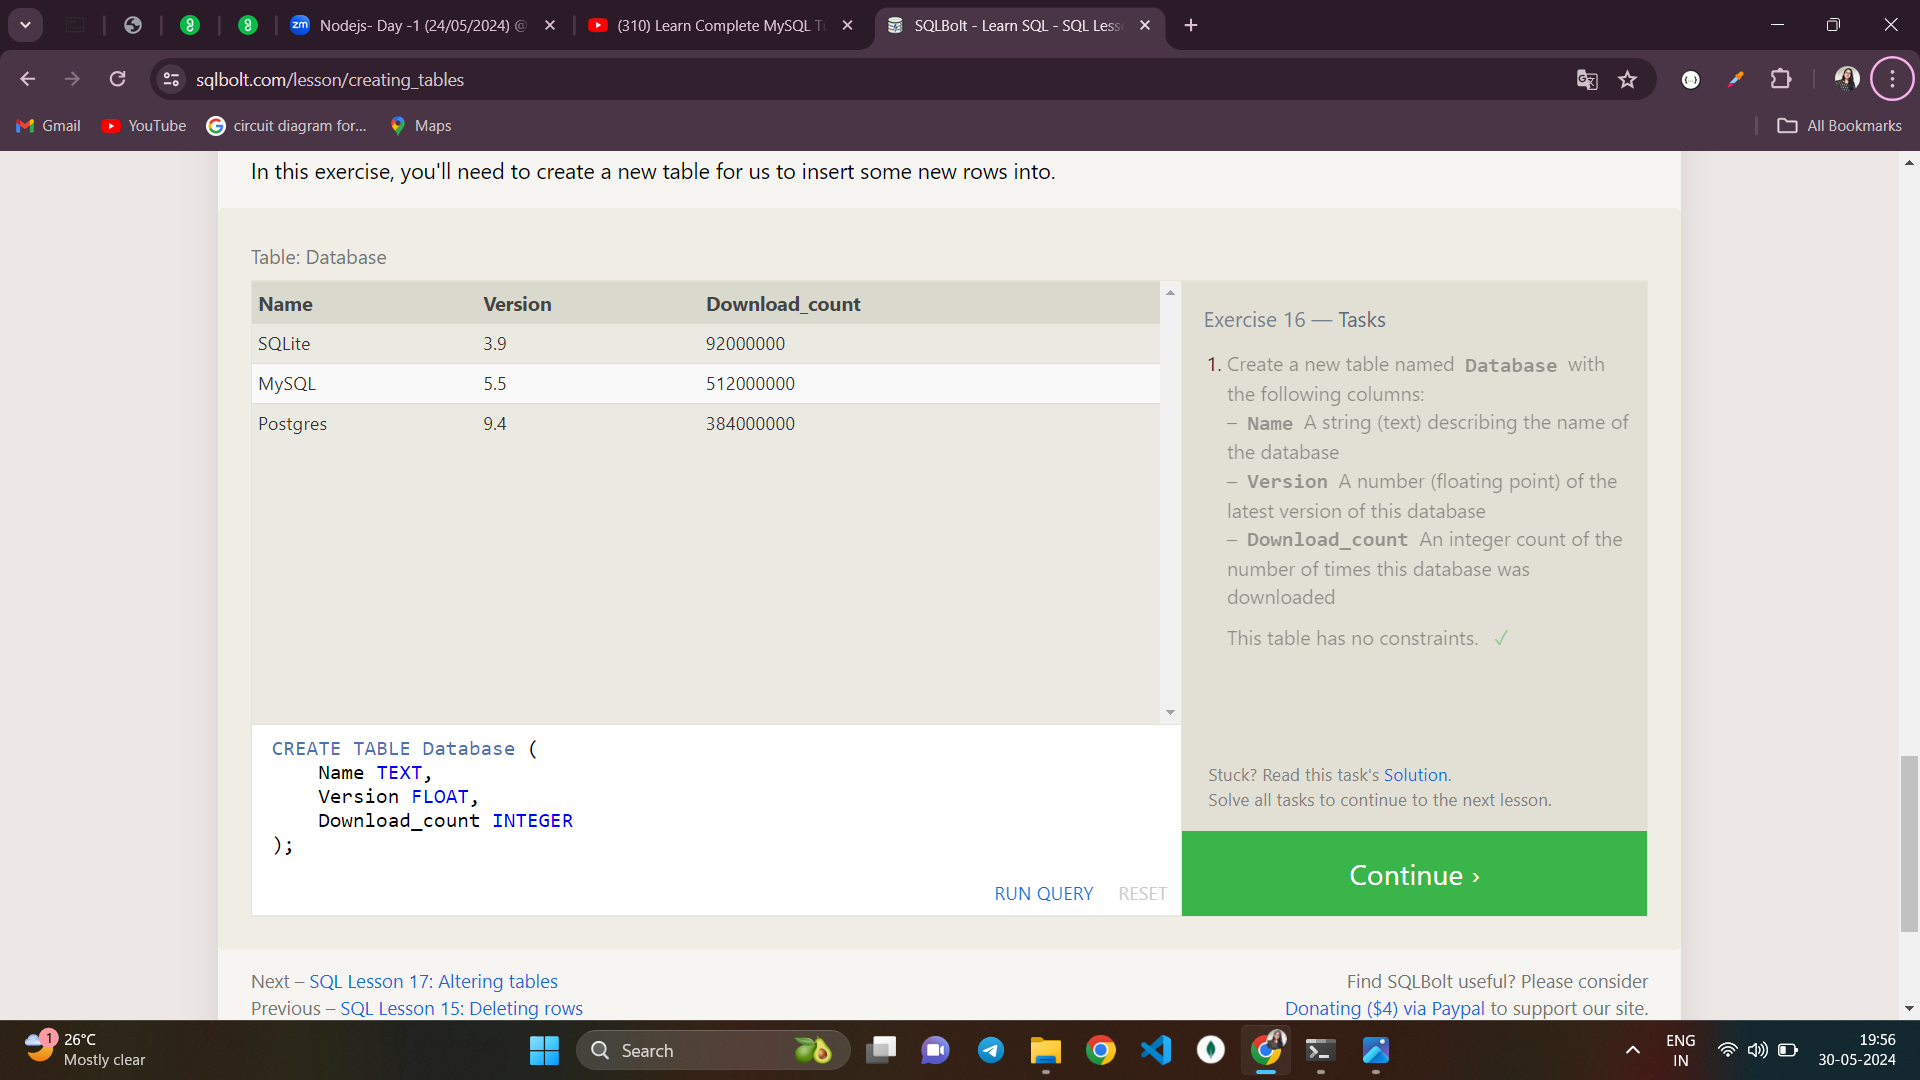 Nodejs- Day -1 (24/05/2024) @
(310) Learn Complete MySQL Tu
SQLBolt - Learn SQL - SQL Less
sqlbolt.com/lesson/creating_tables
Gmail
YouTube
circuit diagram for...
Maps
All Bookmarks
In this exercise, you'll need to create a new table for us to insert some new rows into.
Table: Database
Name Version Download_count
SQLite 3.9 92000000
MySQL 5.5 512000000
Postgres 9.4 384000000
Exercise 16 — Tasks
1. Create a new table named Database with
the following columns:
– Name A string (text) describing the name of
the database
– Version A number (floating point) of the
latest version of this database
– Download_count An integer count of the
number of times this database was
downloaded
This table has no constraints. ✓
CREATE TABLE Database (
Name TEXT,
Version FLOAT,
Download_count INTEGER
);
RUN QUERY RESET
Stuck? Read this task's Solution.
Solve all tasks to continue to the next lesson.
Continue ›
Next – SQL Lesson 17: Altering tables
Previous – SQL Lesson 15: Deleting rows
Find SQLBolt useful? Please consider
Donating ($4) via Paypal to support our site.
1
26°C
Mostly clear
Search
ENG
IN
19:56
30-05-2024